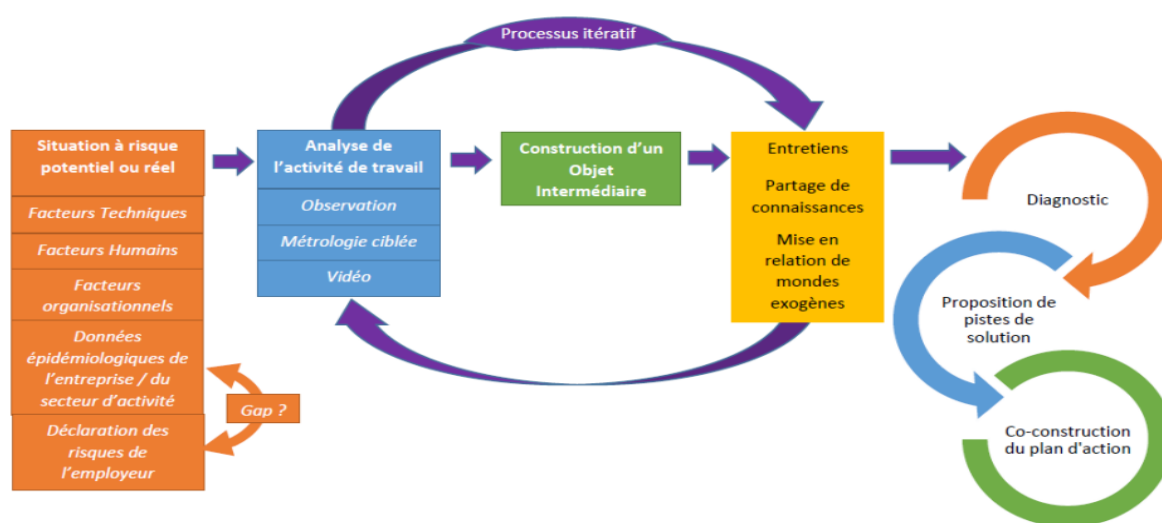 Processus itératif
Situation à risque
potentiel ou réel
Facteurs Techniques
Facteurs Humains
Facteurs
organisationnels
Données
épidémiologiques de
l'entreprise / du
secteur d'activité
Déclaration des
risques de
l'employeur
Gap ?
Analyse de
l'activité de travail
Observation
Métrologie ciblée
Vidéo
Construction d'un
Objet
Intermédiaire
Entretiens
Partage de
connaissances
Mise en
relation de
mondes
exogènes
Diagnostic
Proposition de
pistes de
solution
Co-construction
du plan d'action